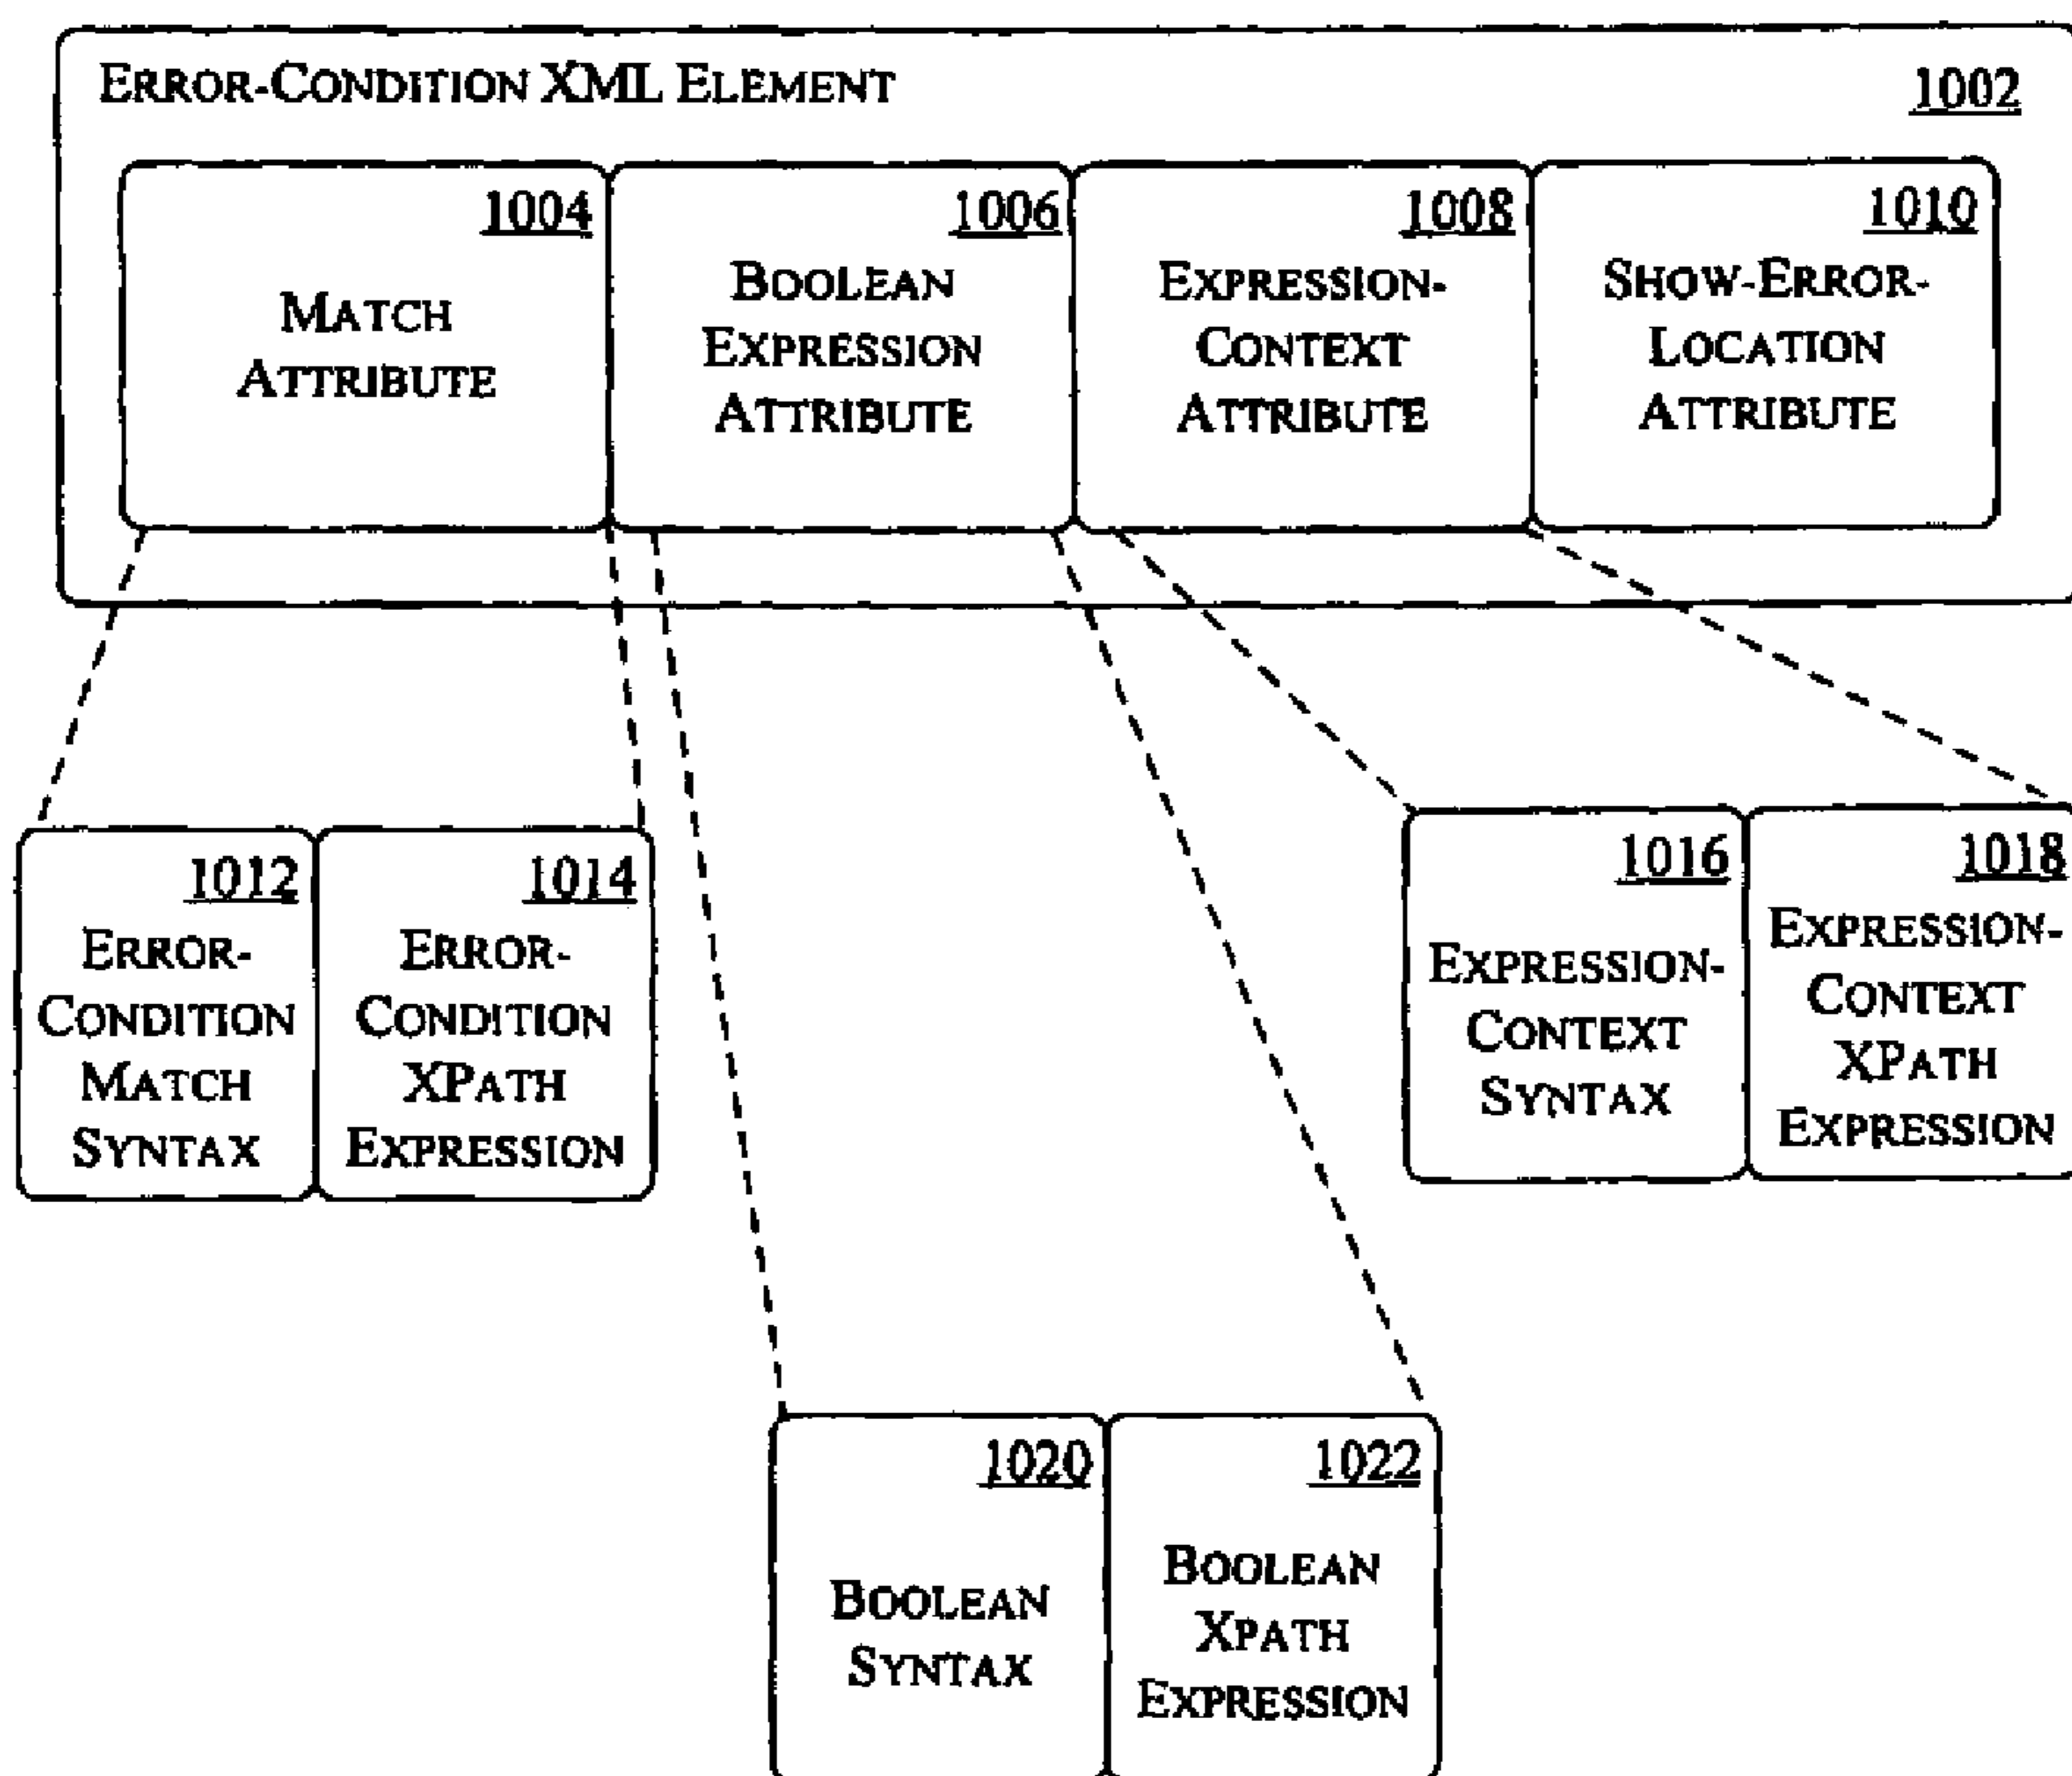 ERROR-CONDITION XML ELEMENT
1002
1004
MATCH
ATTRIBUTE
1006
BOOLEAN
EXPRESSION
ATTRIBUTE
1008
EXPRESSION-
CONTEXT
ATTRIBUTE
1010
SHOW-ERROR-
LOCATION
ATTRIBUTE
1012
ERROR-
CONDITION
MATCH
SYNTAX
1014
ERROR-
CONDITION
XPATH
EXPRESSION
1016
EXPRESSION-
CONTEXT
SYNTAX
1018
EXPRESSION-
CONTEXT
XPATH
EXPRESSION
1020
BOOLEAN
SYNTAX
1022
BOOLEAN
XPATH
EXPRESSION